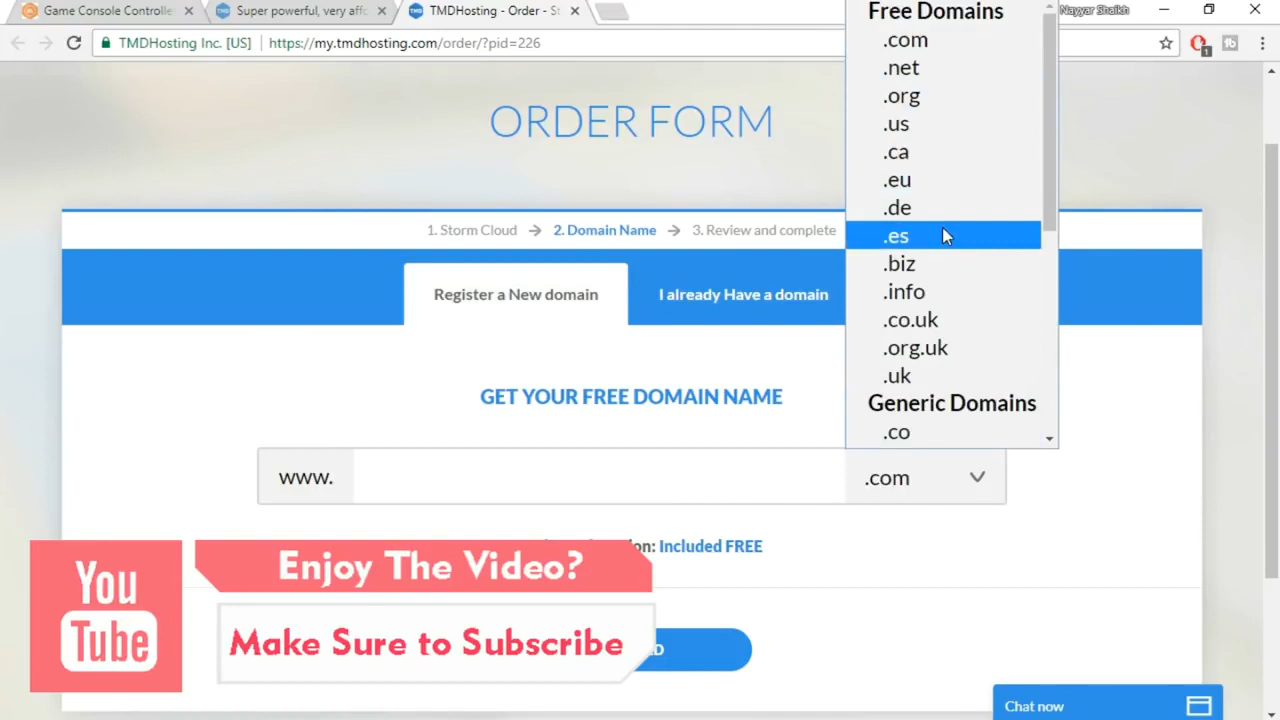 Game Console Controlle
Super powerful, very affo
TMDHosting - Order - St
Nayyar Shaikh
TMDHosting Inc. [US]
https://my.tmdhosting.com/order/?pid=226
1
tb
Free Domains
.com
.net
.org
.us
.ca
.eu
.de
.es
.biz
.info
.co.uk
.org.uk
.uk
Generic Domains
.co
ORDER FORM
1. Storm Cloud → 2. Domain Name → 3. Review and complete
Register a New domain
I already Have a domain
GET YOUR FREE DOMAIN NAME
www.
.com
on: Included FREE
You
Tube
Enjoy The Video?
Make Sure to Subscribe
D
Chat now